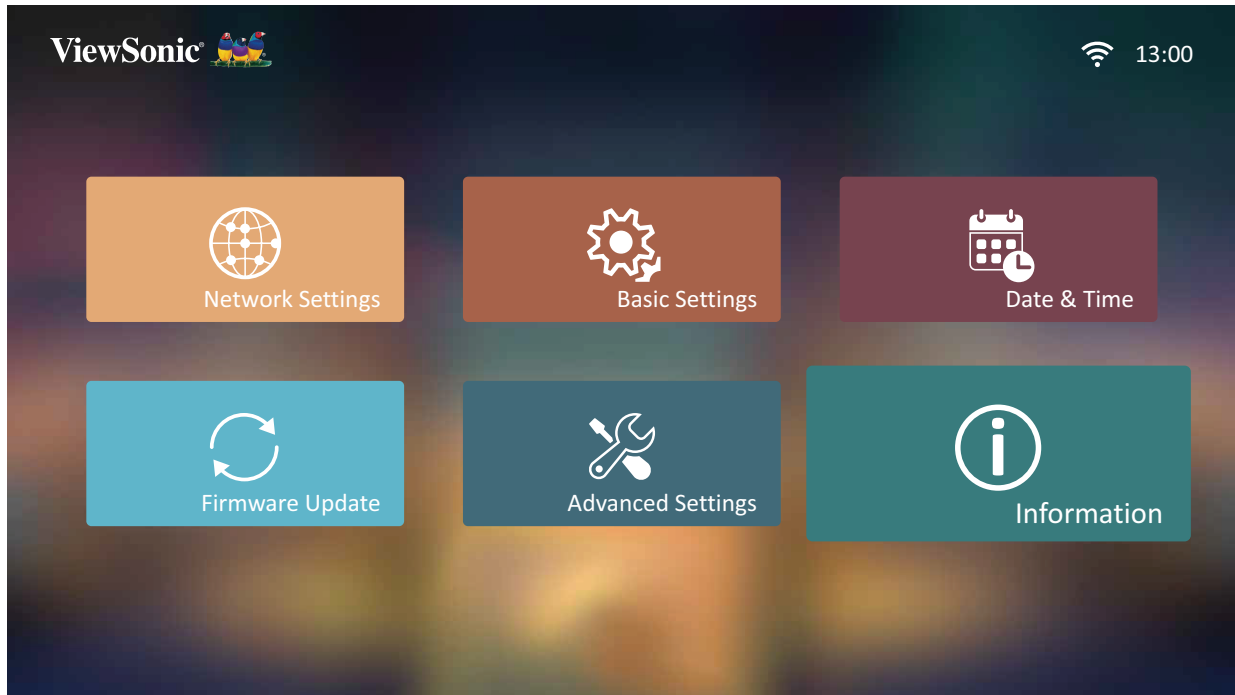 ViewSonic®
13:00
Network Settings
Basic Settings
Date & Time
Firmware Update
Advanced Settings
Information